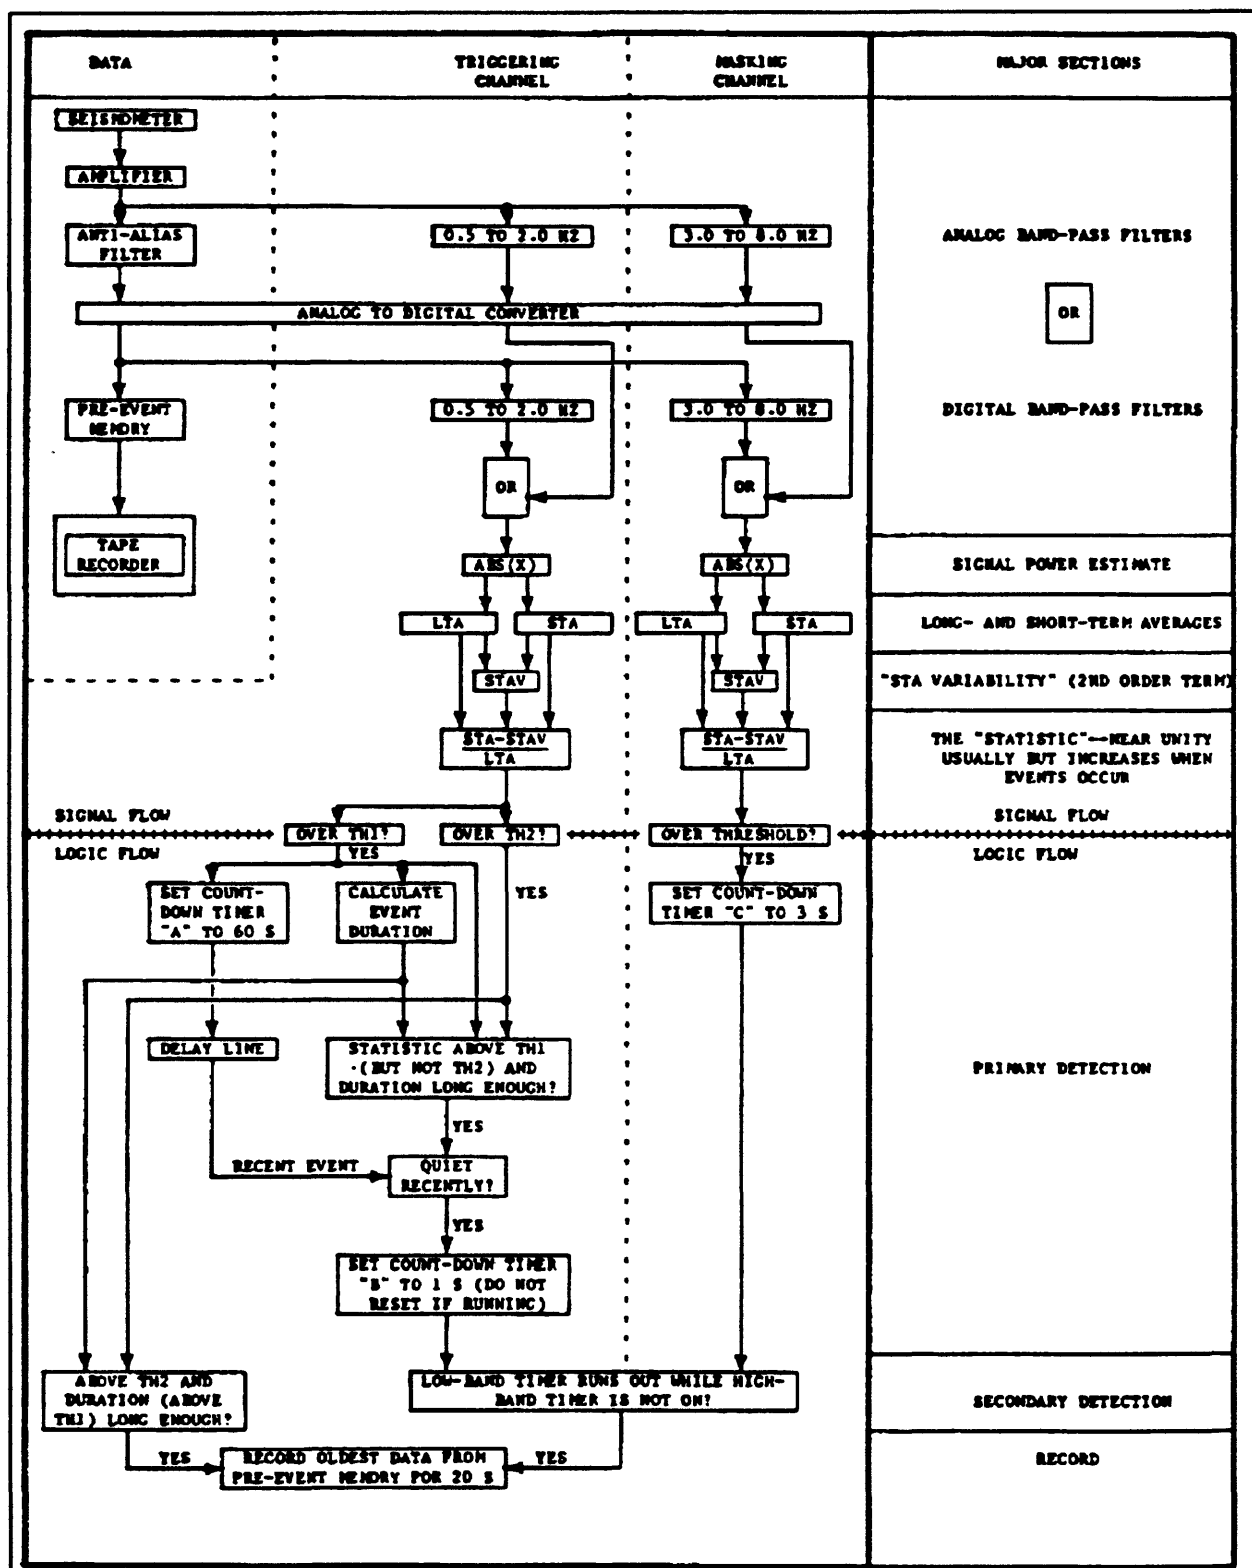 DATA
TRIGGERING
CHANNEL
MASKING
CHANNEL
MAJOR SECTIONS
SEISMOMETER
AMPLIFIER
ANTI-ALIAS
FILTER
0.5 TO 2.0 HZ
3.0 TO 8.0 HZ
ANALOG BAND-PASS FILTERS
ANALOG TO DIGITAL CONVERTER
OR
PRE-EVENT
MEMORY
0.5 TO 2.0 HZ
3.0 TO 8.0 HZ
DIGITAL BAND-PASS FILTERS
OR
OR
TAPE
RECORDER
ABS(X)
ABS(X)
SIGNAL POWER ESTIMATE
LTA
STA
LTA
STA
LONG- AND SHORT-TERM AVERAGES
STAV
STAV
"STA VARIABILITY" (2ND ORDER TERM)
STA-STAV
LTA
STA-STAV
LTA
THE "STATISTIC"--NEAR UNITY
USUALLY BUT INCREASES WHEN
EVENTS OCCUR
SIGNAL FLOW
SIGNAL FLOW
OVER TH1?
OVER TH2?
OVER THRESHOLD?
LOGIC FLOW
YES
YES
LOGIC FLOW
SET COUNT-
DOWN TIMER
"A" TO 60 S
CALCULATE
EVENT
DURATION
YES
SET COUNT-DOWN
TIMER "C" TO 3 S
DELAY LINE
STATISTIC ABOVE TH1
(BUT NOT TH2) AND
DURATION LONG ENOUGH?
PRIMARY DETECTION
YES
RECENT EVENT
QUIET
RECENTLY?
YES
SET COUNT-DOWN TIMER
"B" TO 1 S (DO NOT
RESET IF RUNNING)
ABOVE TH2 AND
DURATION (ABOVE
TH1) LONG ENOUGH?
LOW-BAND TIMER RUNS OUT WHILE HIGH-
BAND TIMER IS NOT ON?
SECONDARY DETECTION
YES
RECORD OLDEST DATA FROM
PRE-EVENT MEMORY FOR 20 S
YES
RECORD